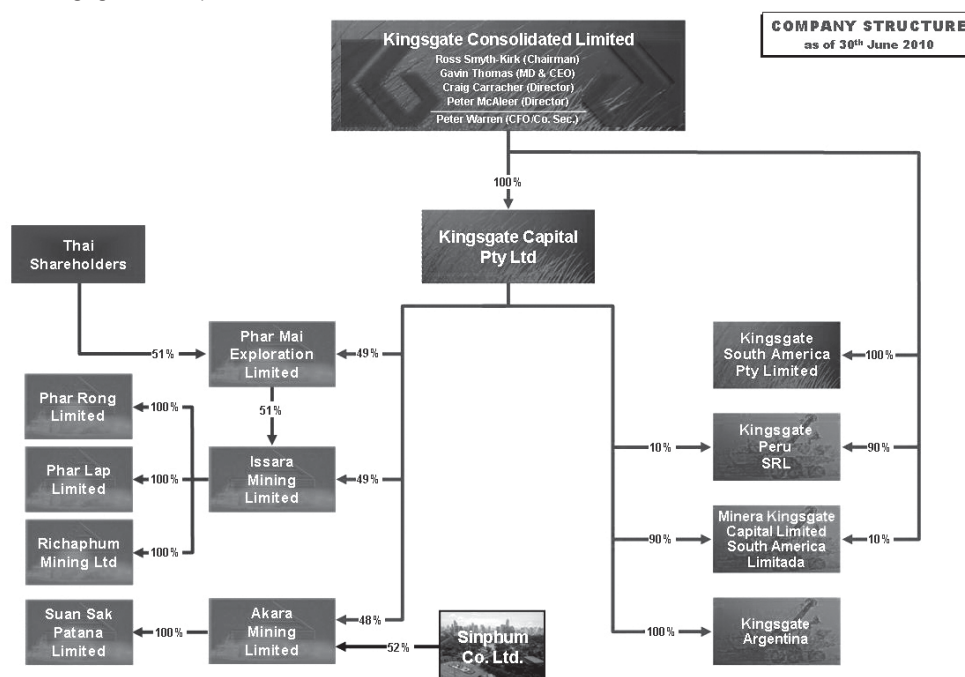 COMPANY STRUCTURE
as of 30th June 2010
Kingsgate Consolidated Limited
Ross Smyth-Kirk (Chairman)
Gavin Thomas (MD & CEO)
Craig Carracher (Director)
Peter McAleer (Director)
Peter Warren (CFO/Co. Sec.)
100%
Kingsgate Capital
Pty Ltd
Thai
Shareholders
51%
Phar Mai
Exploration
Limited
49%
Kingsgate
South America
Pty Limited
100%
Phar Rong
Limited
100%
51%
Phar Lap
Limited
100%
Issara
Mining
Limited
49%
10%
Kingsgate
Peru
SRL
90%
Richaphum
Mining Ltd
100%
90%
Minera Kingsgate
Capital Limited
South America
Limitada
10%
Suan Sak
Patana
Limited
100%
Akara
Mining
Limited
48%
52%
Sinphum
Co. Ltd.
100%
Kingsgate
Argentina